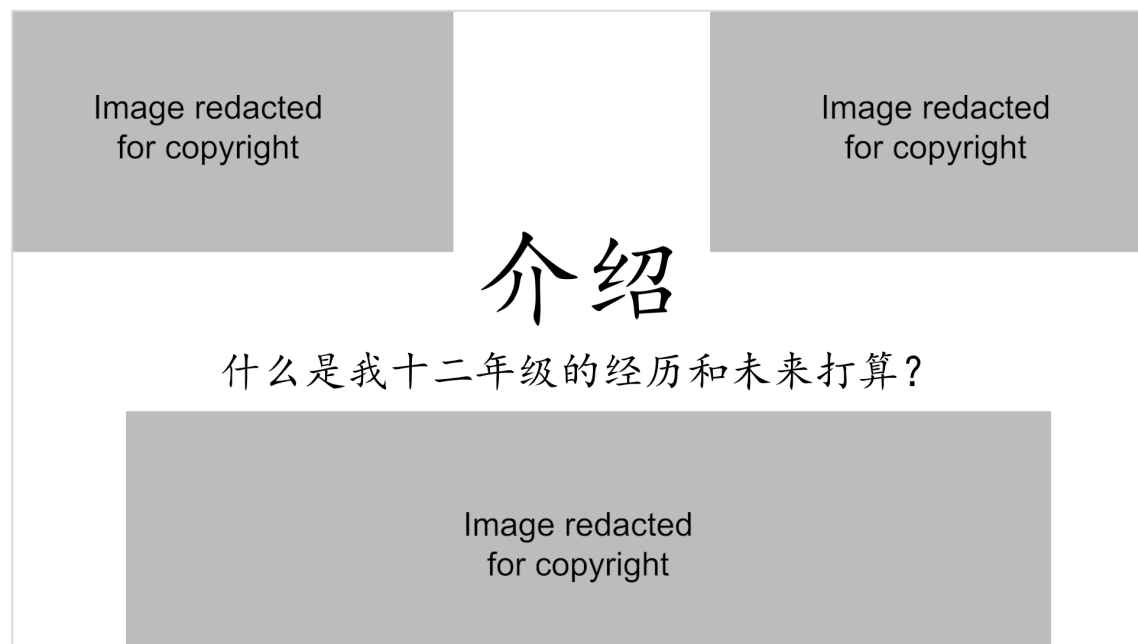 Image redacted
for copyright
Image redacted
for copyright
介绍
什么是我十二年级的经历和未来打算?
Image redacted
for copyright